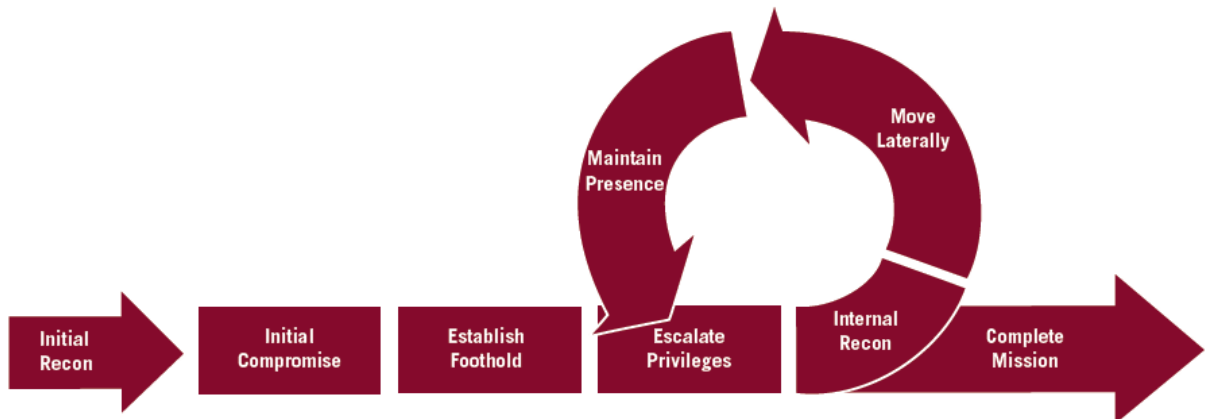 Initial
Recon
Initial
Compromise
Establish
Foothold
Escalate
Privileges
Internal
Recon
Move
Laterally
Maintain
Presence
Complete
Mission